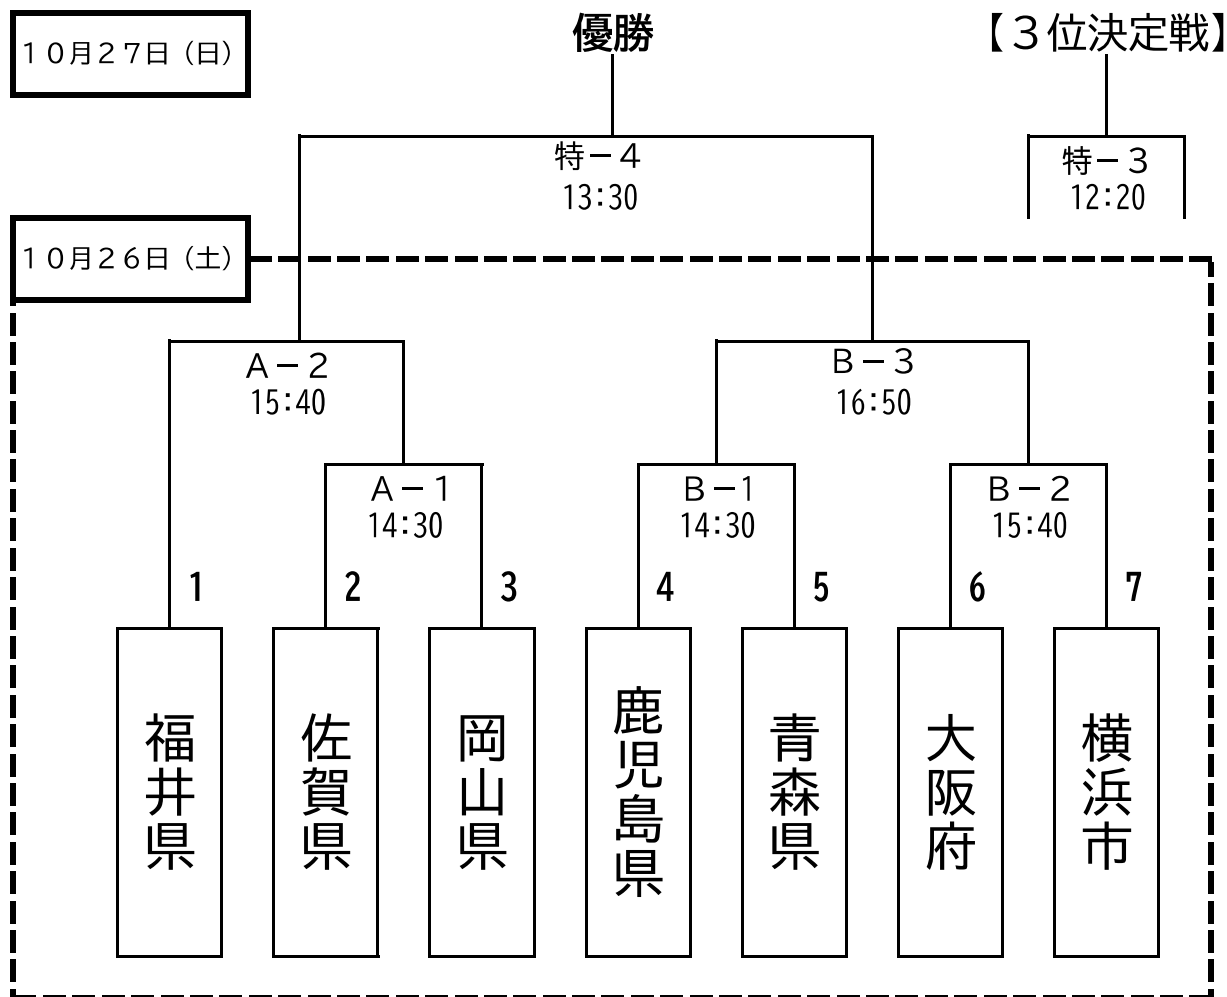 １０月２７日（日）
優勝
【３位決定戦】
特－４
13:30
特－３
12:20
１０月２６日（土）
Ａ－２
15:40
Ｂ－３
16:50
Ａ－１
14:30
Ｂ－１
14:30
Ｂ－２
15:40
1
2
3
4
5
6
7
福井県
佐賀県
岡山県
鹿児島県
青森県
大阪府
横浜市